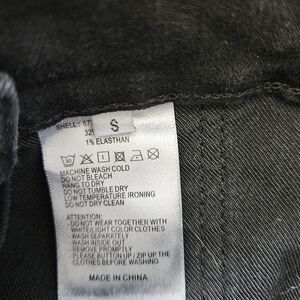 SHELL: 67
S
32
1% ELASTHAN
MACHINE WASH COLD
DO NOT BLEACH
HANG TO DRY
DO NOT TUMBLE DRY
LOW TEMPERATURE IRONING
DO NOT DRY CLEAN
ATTENTION:
- DO NOT WEAR TOGETHER WITH
WHITE/LIGHT COLOR CLOTHES
- WASH SEPARATELY
- WASH INSIDE OUT
- REMOVE PROMPTLY
- PLEASE BUTTON UP / ZIP UP THE
CLOTHES BEFORE WASHING
MADE IN CHINA